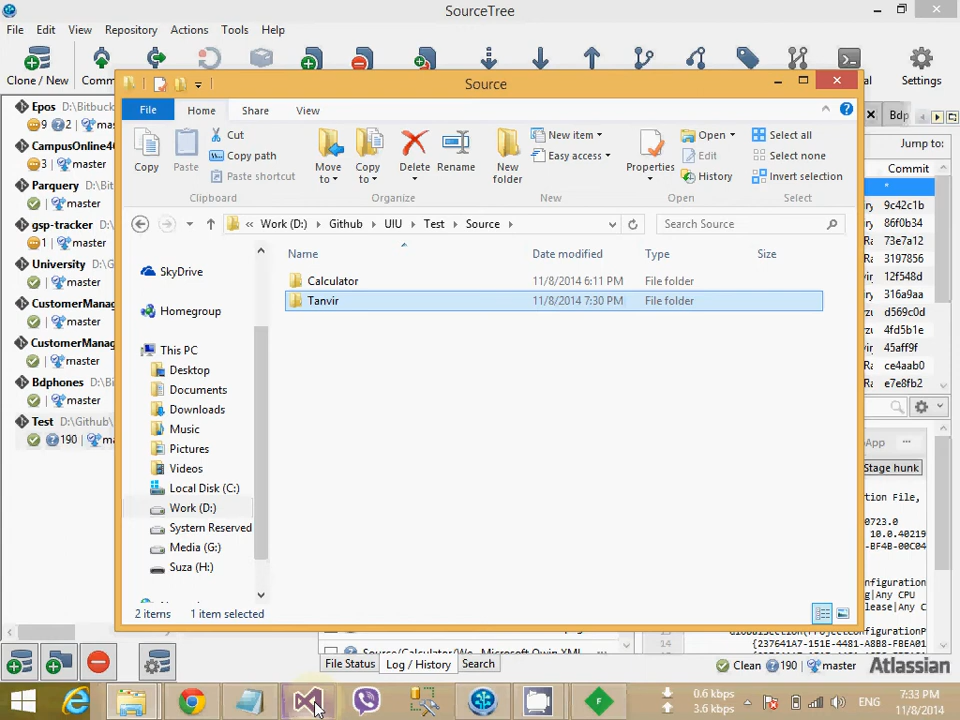 SourceTree
File Edit View Repository Actions Tools Help
Clone / New
Settings
Source
File Home Share View
Copy Paste Cut Copy path Paste shortcut
Move to Copy to Delete Rename
New folder New item Easy access
Properties Open Edit History
Select all Select none Invert selection
Clipboard Organize New Open Select
« Work (D:) Github UIU Test Source
Search Source
Name Date modified Type Size
Calculator 11/8/2014 6:11 PM File folder
Tanvir 11/8/2014 7:30 PM File folder
SkyDrive
Homegroup
This PC
Desktop
Documents
Downloads
Music
Pictures
Videos
Local Disk (C:)
Work (D:)
System Reserved
Media (G:)
Suza (H:)
2 items 1 item selected
Epos
9 2
3 master
Parquery
master
gsp-tracker
1 master
University
master
master
master
Bdphones
master
Test D:\Github
190
Jump to:
Commit
*
9c42c1b
86f0b34
73e7a12
3197856
12f548d
316a9aa
d569c0d
4fd5b1e
45aff9f
ce4aab0
e7e8fb2
Stage hunk
File Status Log / History Search
Clean 190 master Atlassian
0.6 kbps
3.6 kbps
ENG
7:33 PM
11/8/2014